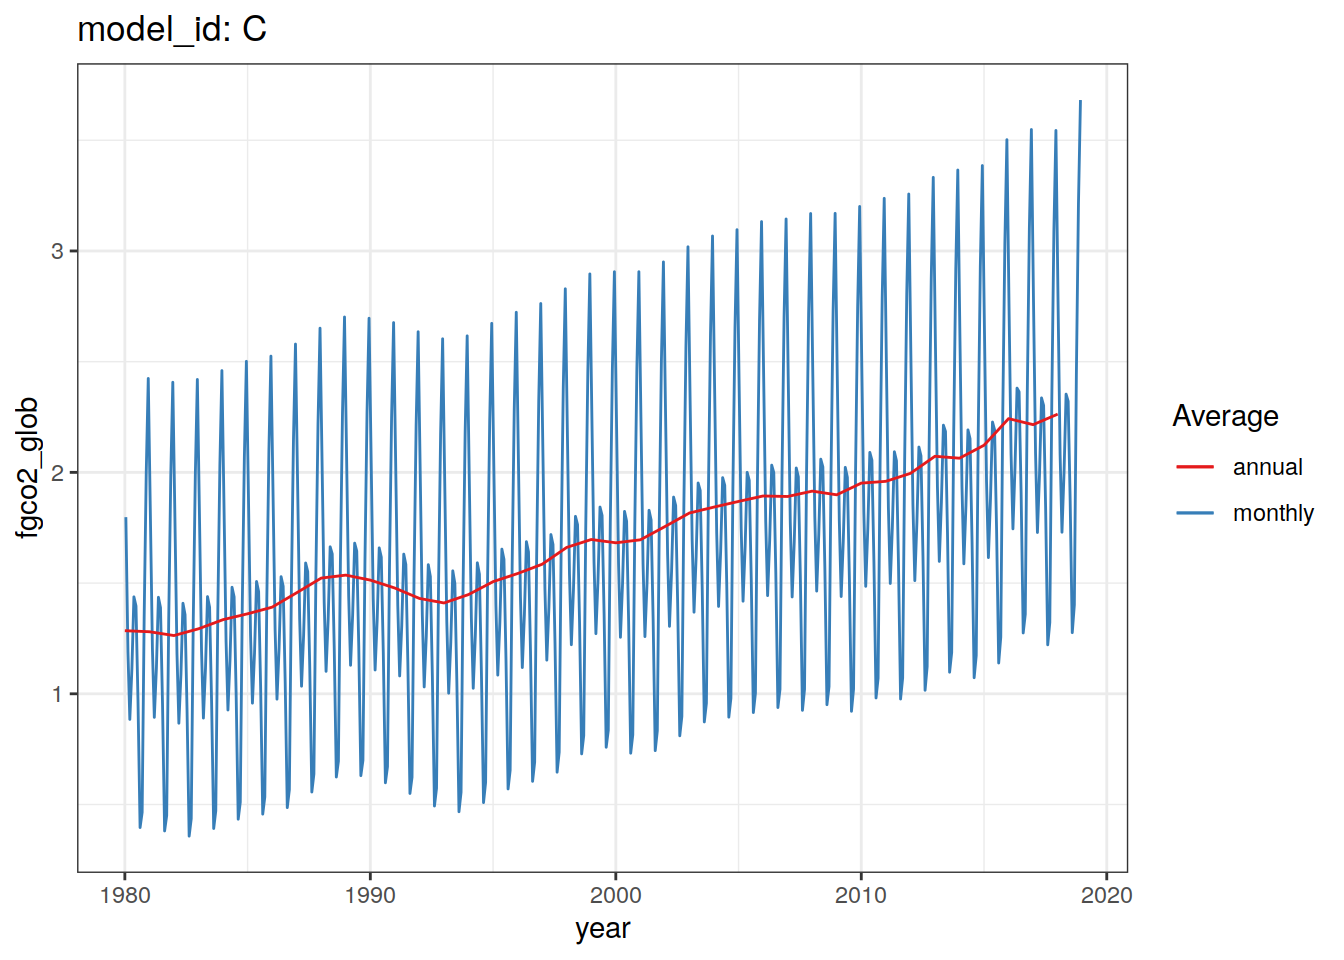 model_id: C
fgco2_glob
3
2
1
1980
1990
2000
2010
2020
year
Average
annual
monthly